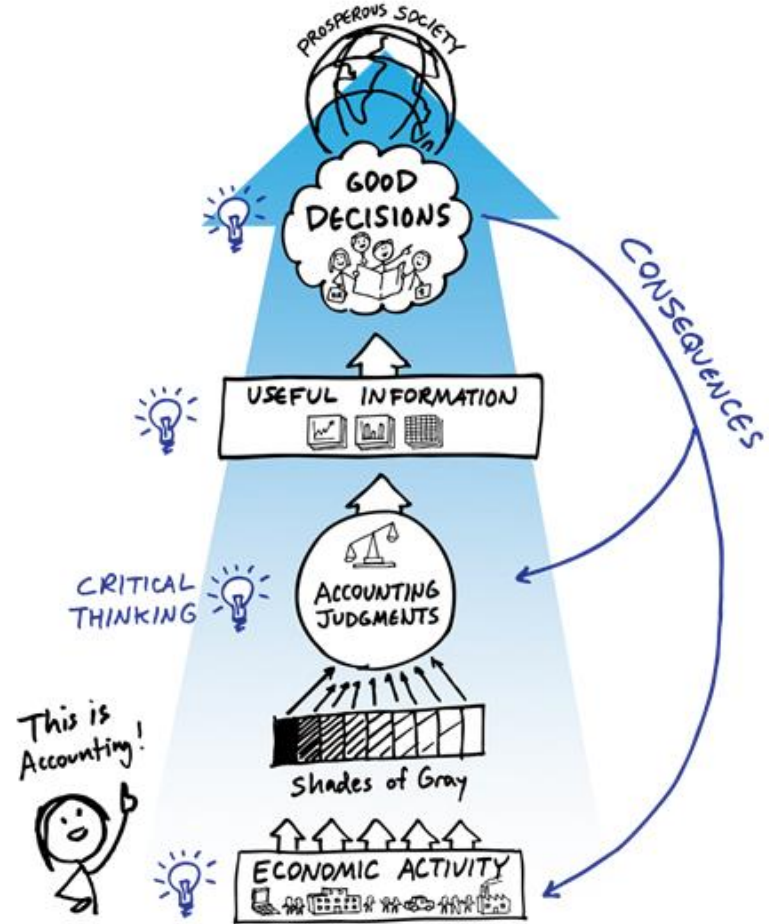 PROSPEROUS SOCIETY
GOOD
DECISIONS
CONSEQUENCES
USEFUL INFORMATION
CRITICAL
THINKING
ACCOUNTING
JUDGMENTS
This is
Accounting!
Shades of Gray
ECONOMIC ACTIVITY